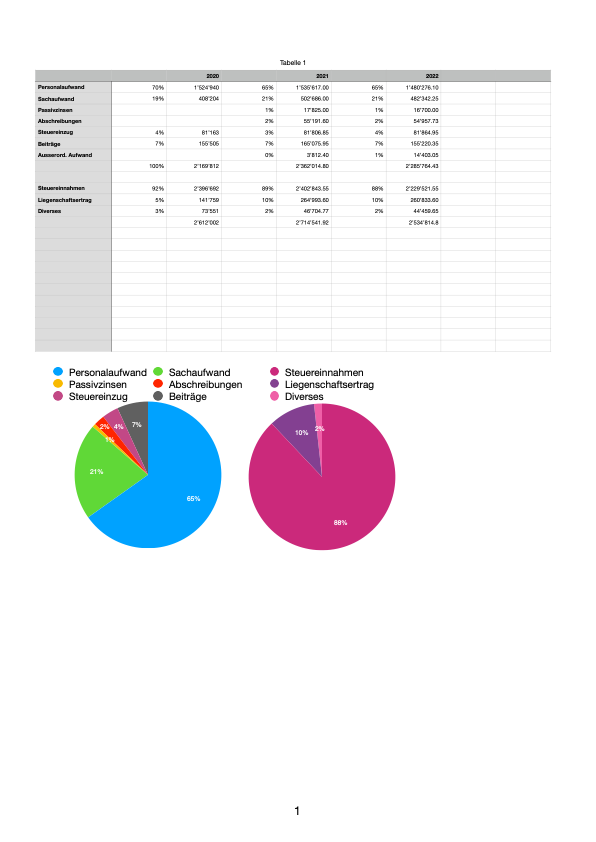 Tabelle 1
2020 2021 2022
Personalaufwand 70% 1'524'940 65% 1'535'617.00 65% 1'480'276.10
Sachaufwand 19% 408'204 21% 502'686.00 21% 482'342.25
Passivzinsen 1% 17'825.00 1% 16'700.00
Abschreibungen 2% 55'191.60 2% 54'957.73
Steuereinzug 4% 81'163 3% 81'806.85 4% 81'864.95
Beiträge 7% 155'505 7% 165'075.95 7% 155'220.35
Ausserord. Aufwand 0% 3'812.40 1% 14'403.05
100% 2'169'812 2'362'014.80 2'285'764.43
Steuereinnahmen 92% 2'396'692 89% 2'402'843.55 88% 2'229'521.55
Liegenschaftsertrag 5% 141'759 10% 264'993.60 10% 260'833.60
Diverses 3% 73'551 2% 46'704.77 2% 44'459.65
2'612'002 2'714'541.92 2'534'814.8
Personalaufwand Sachaufwand Steuereinnahmen
Passivzinsen Abschreibungen Liegenschaftsertrag
Steuereinzug Beiträge Diverses
2% 4% 7%
1%
21%
65%
10% 2%
88%
1